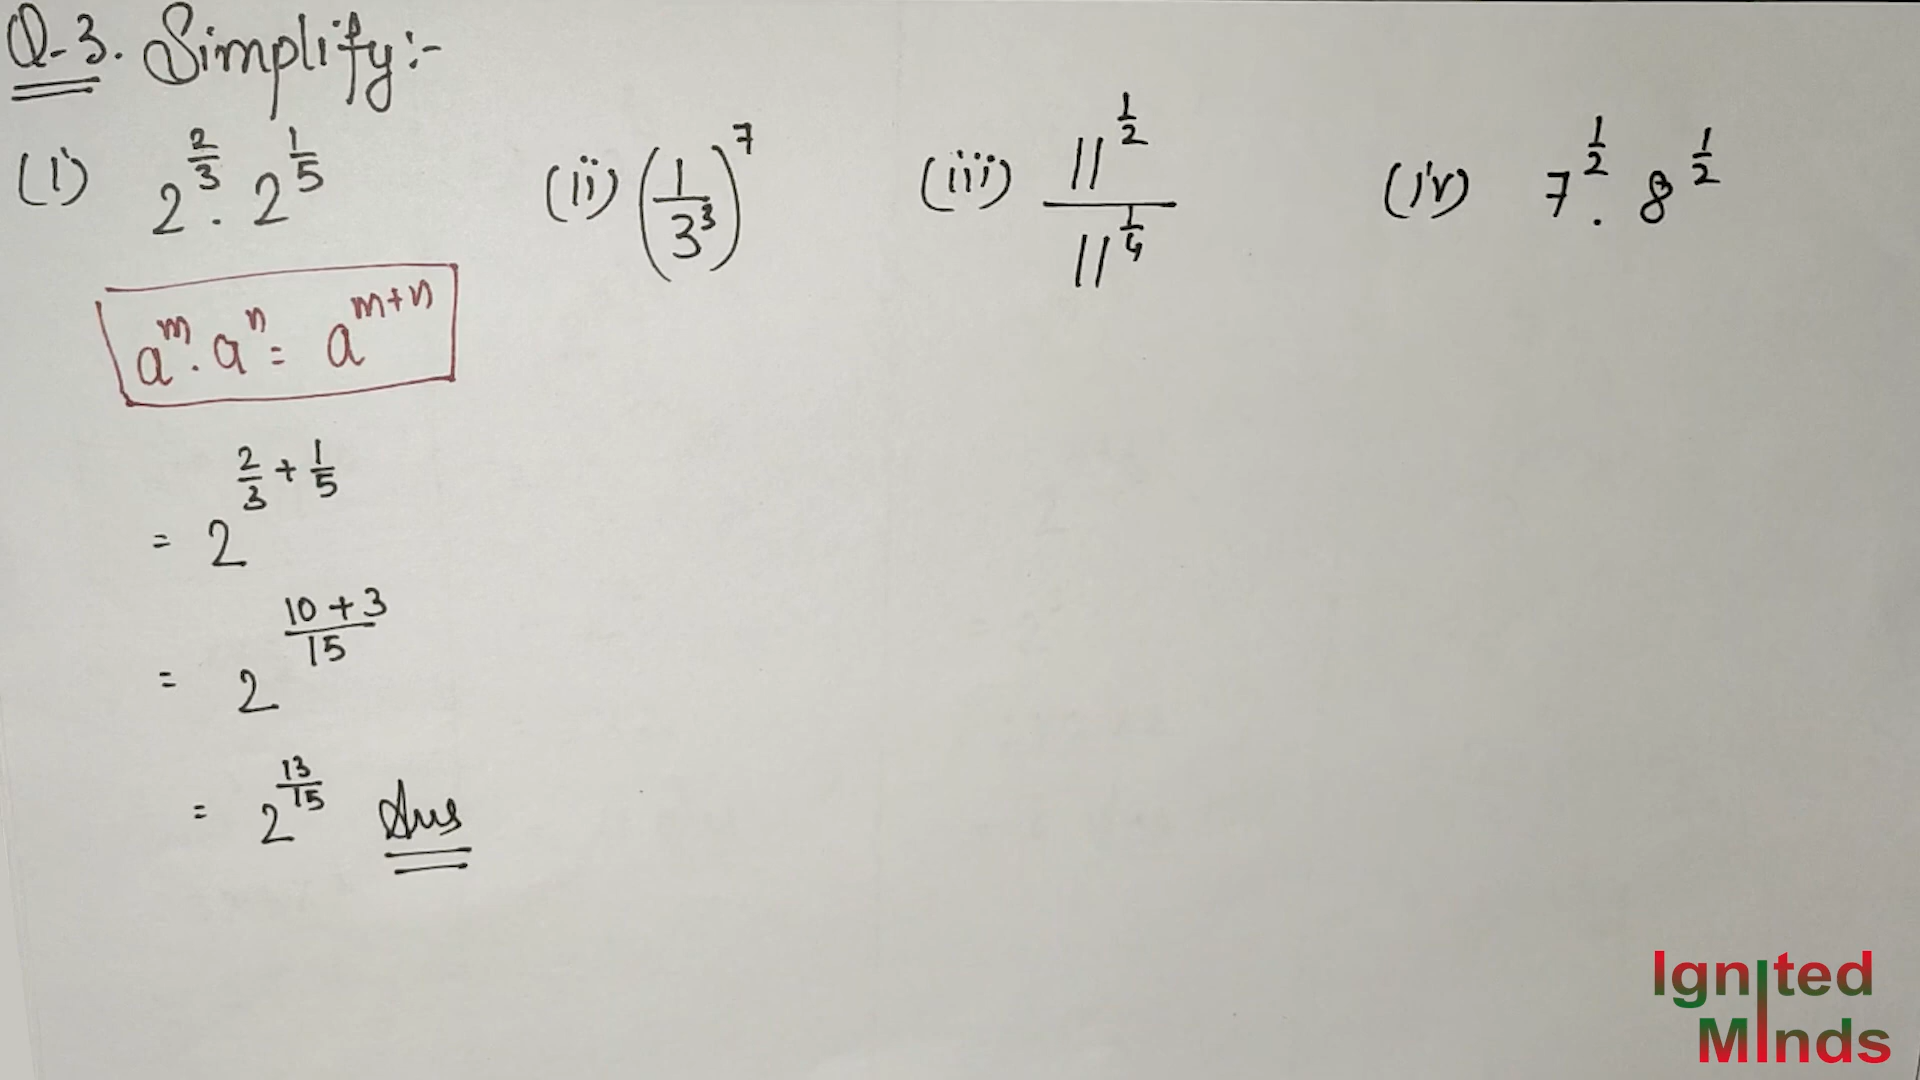 Q-3. Simplify:-
(i) 2^{2/3} . 2^{1/5} (ii) (1/3^3)^7 (iii) 11^{1/2} / 11^{1/4} (iv) 7^{1/2} . 8^{1/2}
a^m . a^n = a^{m+n}
= 2^{2/3 + 1/5}
= 2^{(10 + 3)/15}
= 2^{13/15} Ans
Ignited
Minds